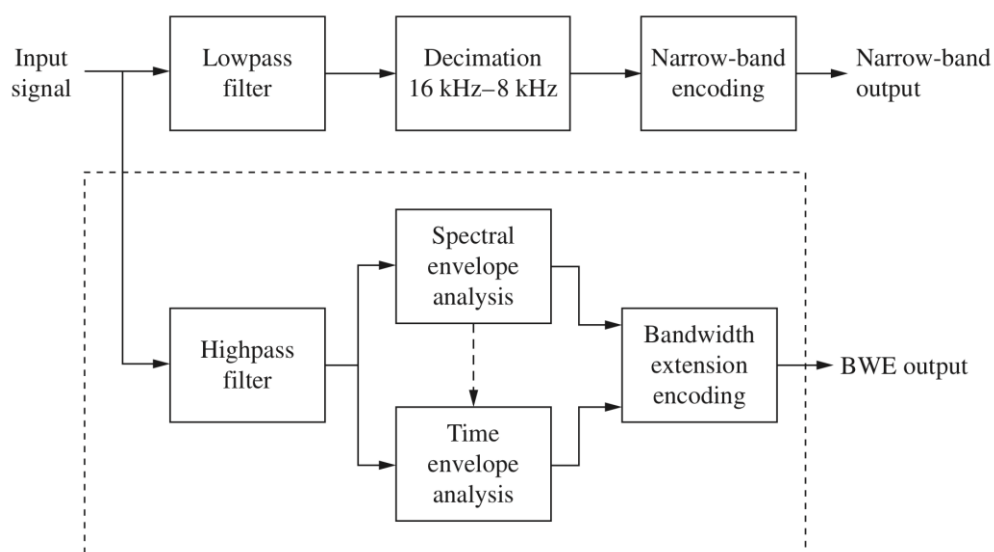 Input
signal
Lowpass
filter
Decimation
16 kHz–8 kHz
Narrow-band
encoding
Narrow-band
output
Highpass
filter
Spectral
envelope
analysis
Time
envelope
analysis
Bandwidth
extension
encoding
BWE output